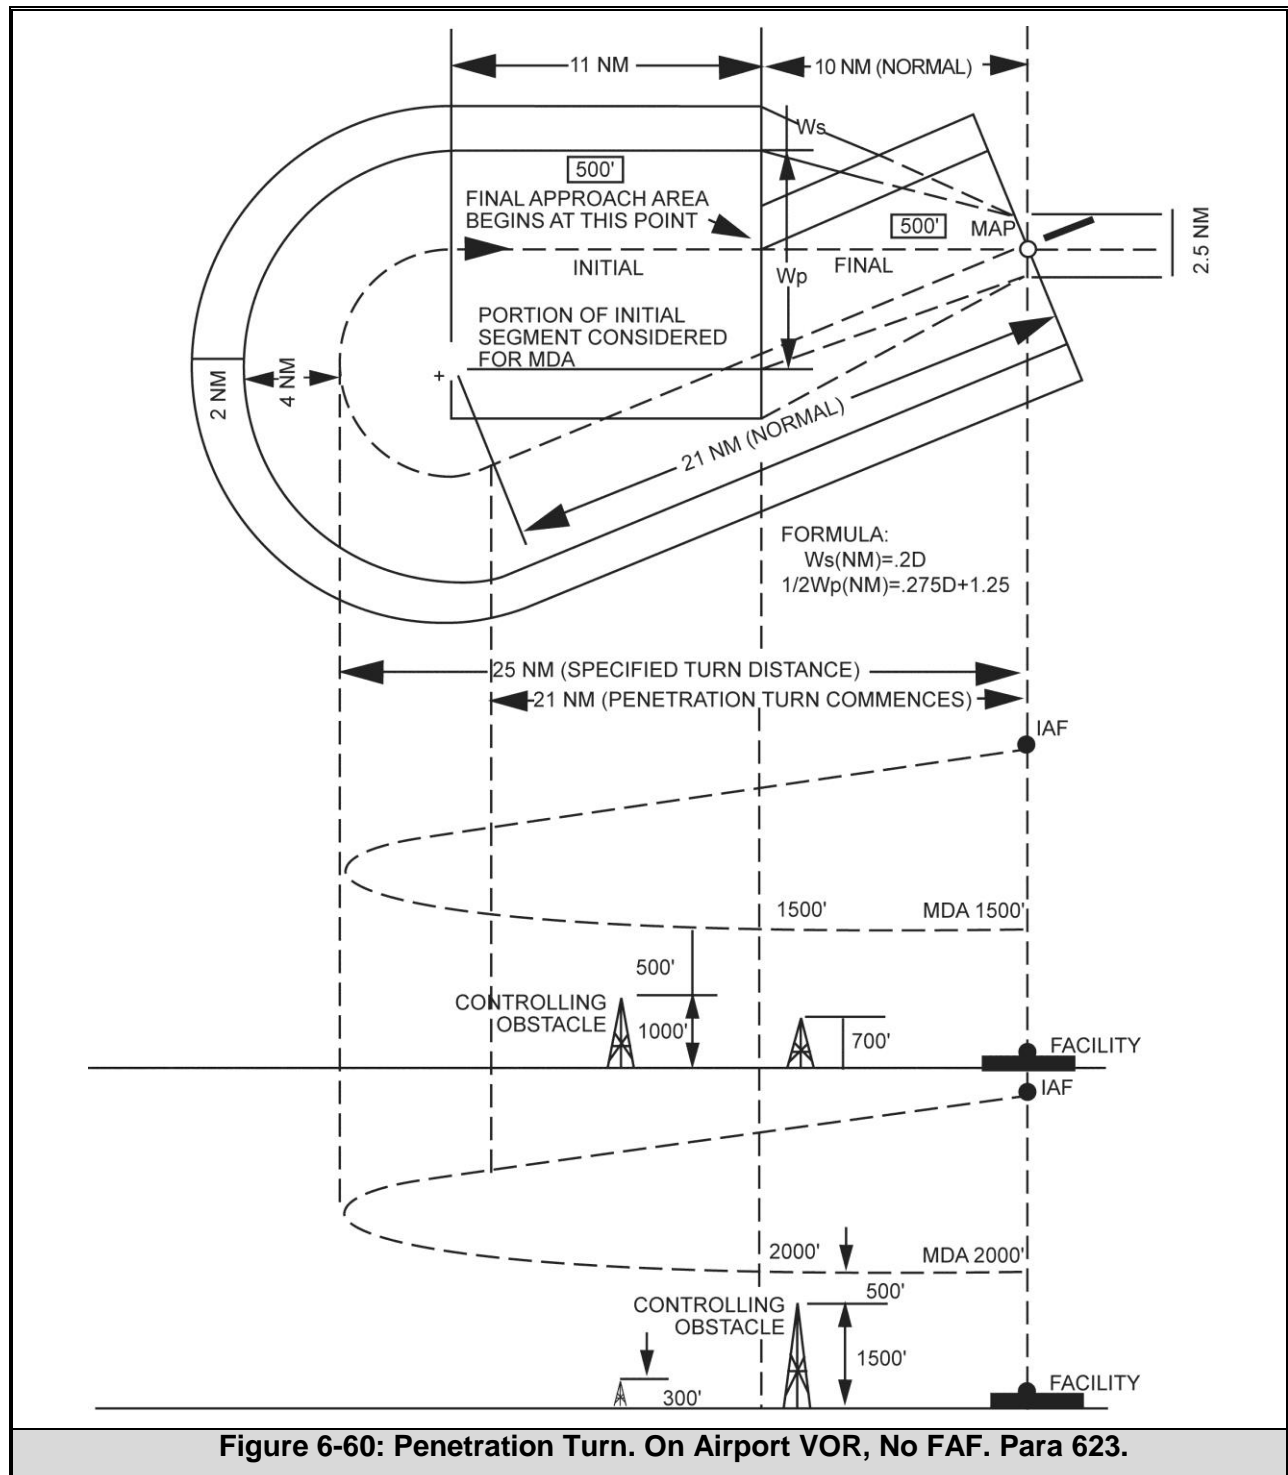 11 NM
10 NM (NORMAL)
Ws
500'
FINAL APPROACH AREA
BEGINS AT THIS POINT
500'
MAP
2.5 NM
INITIAL
FINAL
Wp
PORTION OF INITIAL
SEGMENT CONSIDERED
FOR MDA
2 NM
4 NM
+
21 NM (NORMAL)
FORMULA:
Ws(NM)=.2D
1/2Wp(NM)=.275D+1.25
25 NM (SPECIFIED TURN DISTANCE)
21 NM (PENETRATION TURN COMMENCES)
IAF
1500'
MDA 1500'
500'
CONTROLLING
OBSTACLE
1000'
700'
FACILITY
IAF
2000'
MDA 2000'
500'
CONTROLLING
OBSTACLE
1500'
300'
FACILITY
Figure 6-60: Penetration Turn. On Airport VOR, No FAF. Para 623.